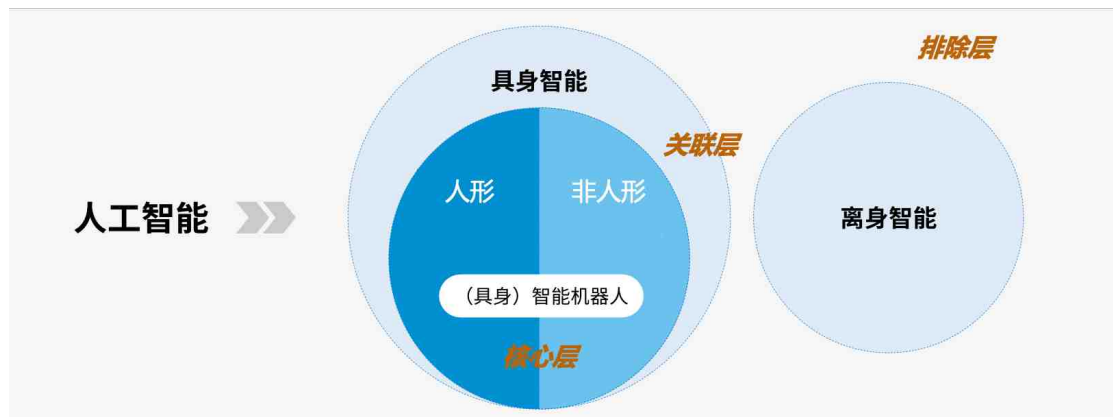 排除层
具身智能
关联层
人形
非人形
人工智能
离身智能
（具身）智能机器人
核心层